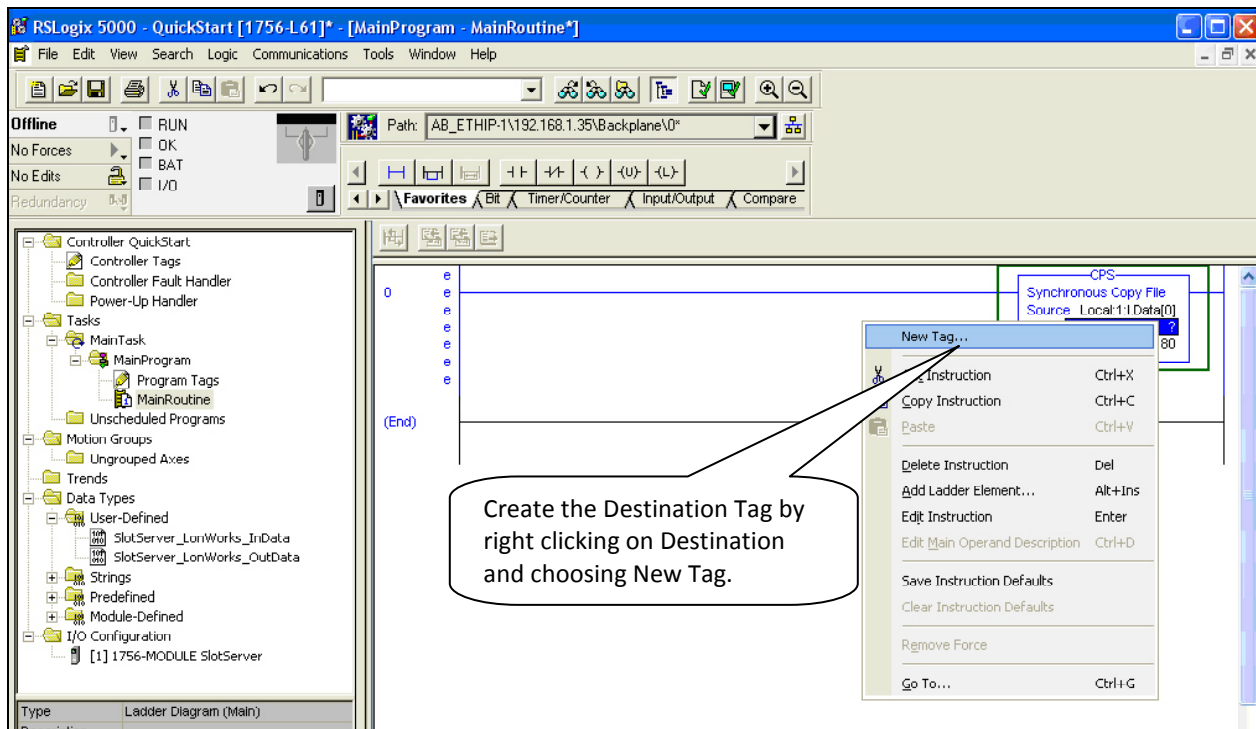 RSLogix 5000 - QuickStart [1756-L61]* - [MainProgram - MainRoutine*]
File Edit View Search Logic Communications Tools Window Help
Offline
RUN
No Forces
OK
BAT
No Edits
I/O
Redundancy
Path: AB_ETHIP-1\192.168.1.35\Backplane\0*
Favorites Bit Timer/Counter Input/Output Compare
Controller QuickStart
Controller Tags
Controller Fault Handler
Power-Up Handler
Tasks
MainTask
MainProgram
Program Tags
MainRoutine
Unscheduled Programs
Motion Groups
Ungrouped Axes
Trends
Data Types
User-Defined
SlotServer_LonWorks_InData
SlotServer_LonWorks_OutData
Strings
Predefined
Module-Defined
I/O Configuration
[1] 1756-MODULE SlotServer
Type Ladder Diagram (Main)
0
e
e
e
e
e
e
e
(End)
CPS
Synchronous Copy File
Source Local:1:I.Data[0]
?
80
New Tag...
Instruction Ctrl+X
Copy Instruction Ctrl+C
Paste Ctrl+V
Delete Instruction Del
Add Ladder Element... Alt+Ins
Edit Instruction Enter
Edit Main Operand Description Ctrl+D
Save Instruction Defaults
Clear Instruction Defaults
Remove Force
Go To... Ctrl+G
Create the Destination Tag by
right clicking on Destination
and choosing New Tag.